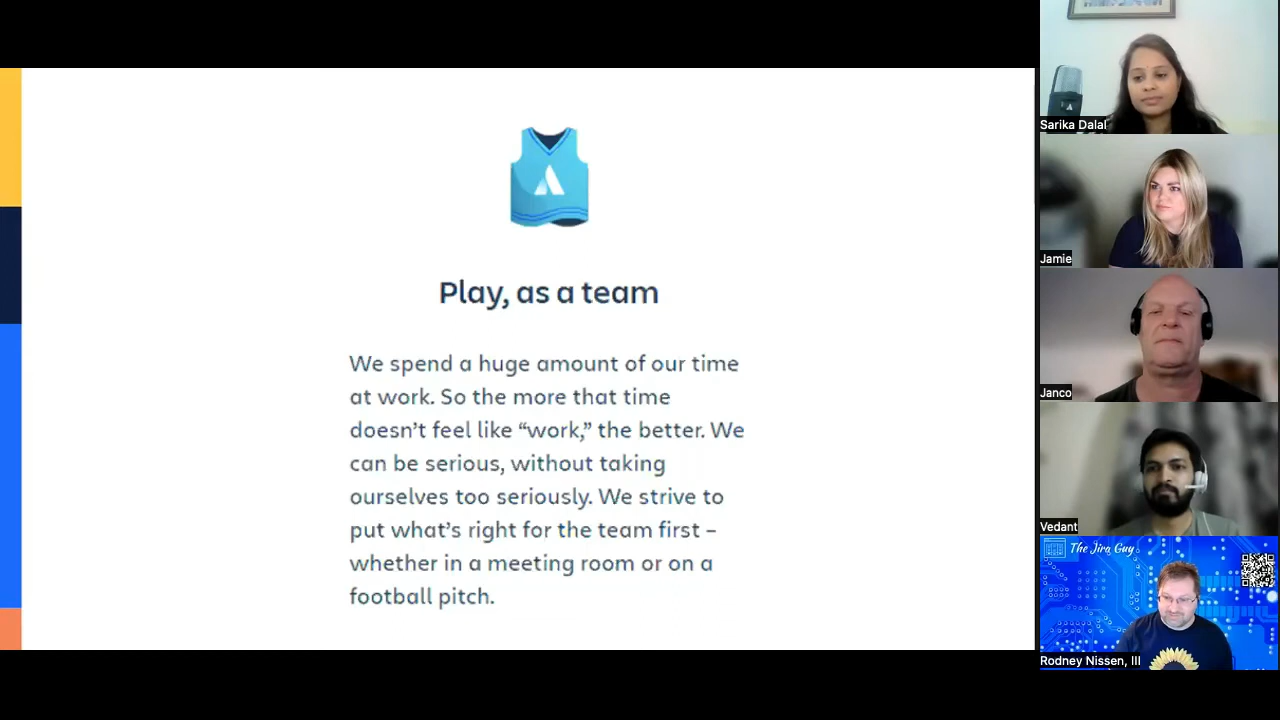 Play, as a team
We spend a huge amount of our time
at work. So the more that time
doesn’t feel like “work,” the better. We
can be serious, without taking
ourselves too seriously. We strive to
put what’s right for the team first –
whether in a meeting room or on a
football pitch.
Sarika Dalal
Jamie
Janco
Vedant
The Jira Guy
Rodney Nissen, III